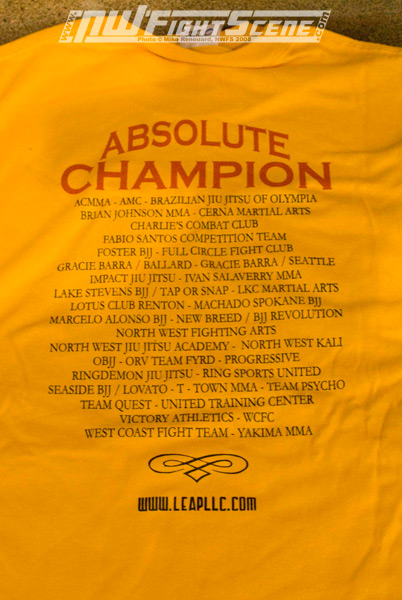 www.NWFightScene.com
Photo © Mike Renouard, NWFS 2008
ABSOLUTE
CHAMPION
ACMMA - AMC - BRAZILIAN JIU JITSU OF OLYMPIA
BRIAN JOHNSON MMA - CERNA MARTIAL ARTS
CHARLIE'S COMBAT CLUB
FABIO SANTOS COMPETITION TEAM
FOSTER BJJ - FULL CIRCLE FIGHT CLUB
GRACIE BARRA / BALLARD - GRACIE BARRA / SEATTLE
IMPACT JIU JITSU - IVAN SALAVERRY MMA
LAKE STEVENS BJJ / TAP OR SNAP - LKC MARTIAL ARTS
LOTUS CLUB RENTON - MACHADO SPOKANE BJJ
MARCELO ALONSO BJJ - NEW BREED / BJJ REVOLUTION
NORTH WEST FIGHTING ARTS
NORTH WEST JIU JITSU ACADEMY - NORTH WEST KALI
OBJJ - ORV TEAM FYRD - PROGRESSIVE
RINGDEMON JIU JITSU - RING SPORTS UNITED
SEASIDE BJJ / LOVATO - T - TOWN MMA - TEAM PSYCHO
TEAM QUEST - UNITED TRAINING CENTER
VICTORY ATHLETICS - WCFC
WEST COAST FIGHT TEAM - YAKIMA MMA
WWW.LEAPLLC.COM